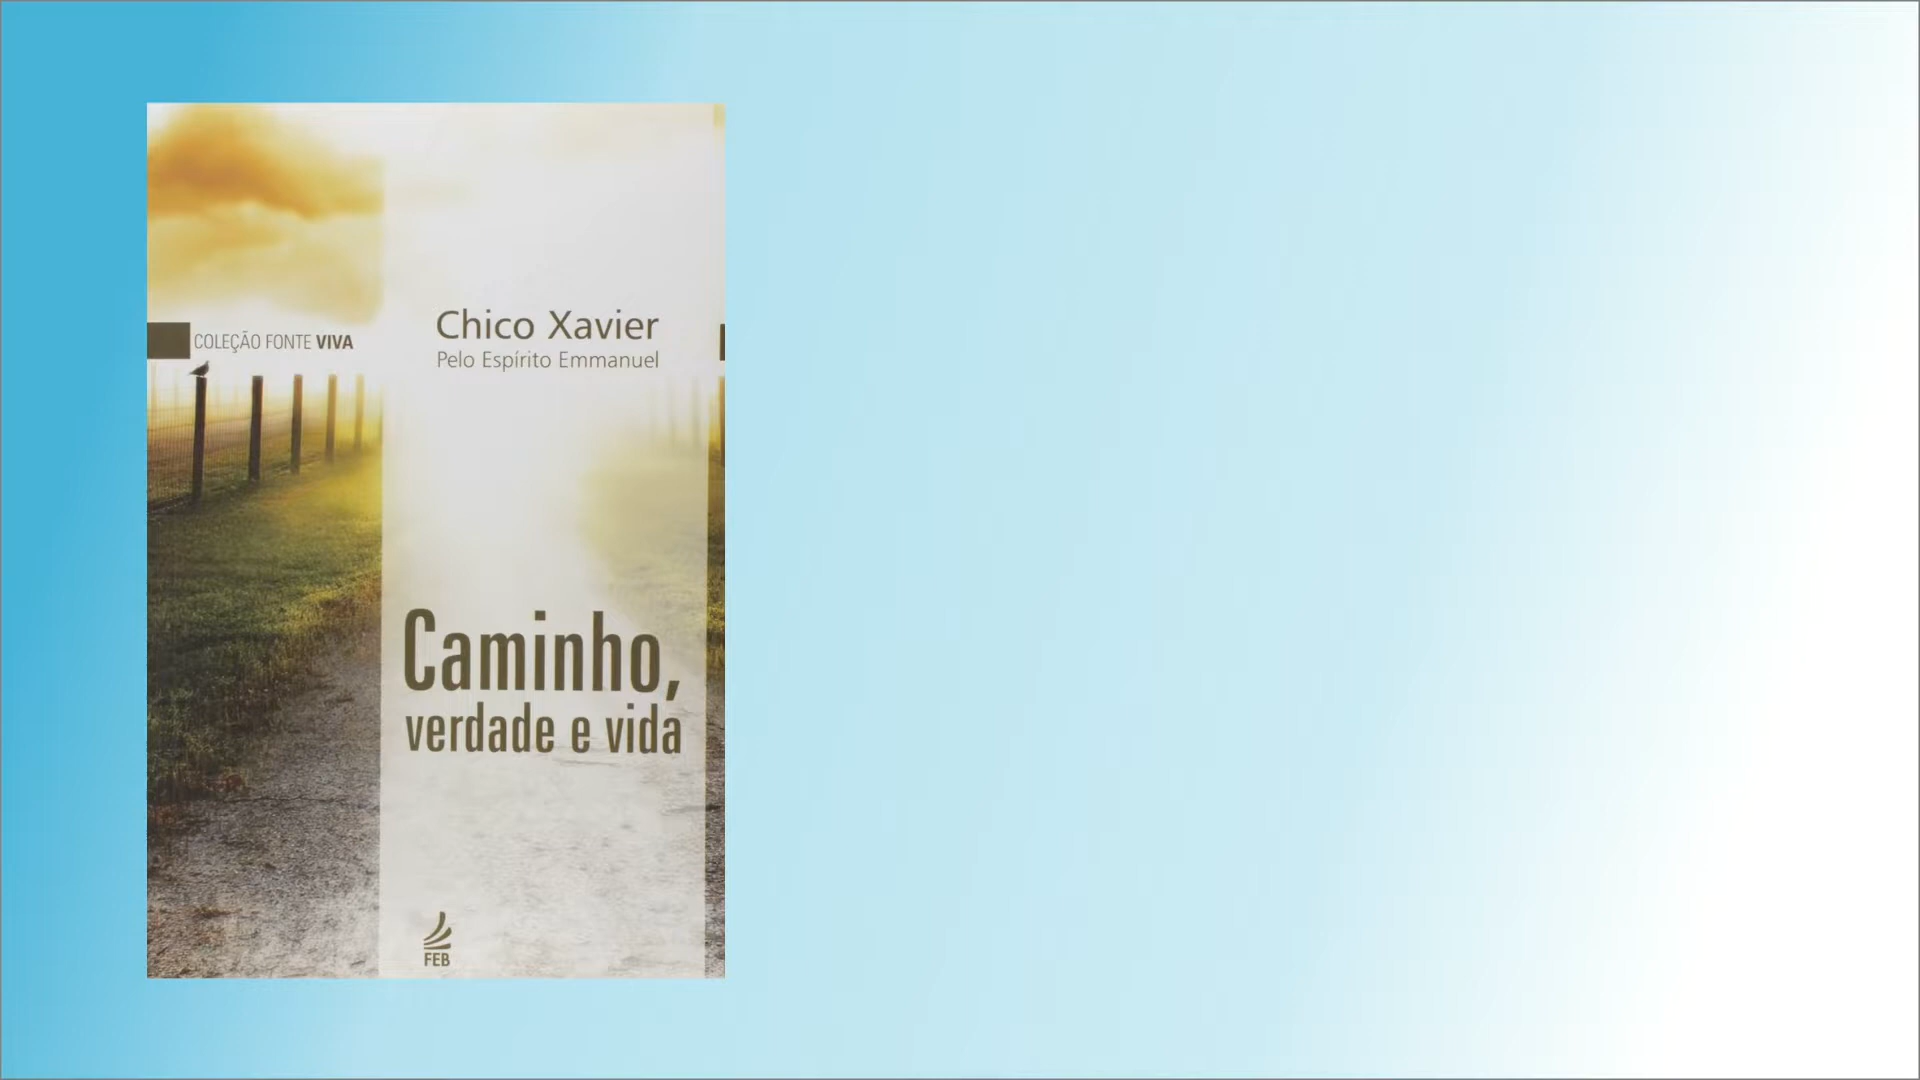 Chico Xavier
Pelo Espírito Emmanuel
COLEÇÃO FONTE VIVA
Caminho,
verdade e vida
FEB